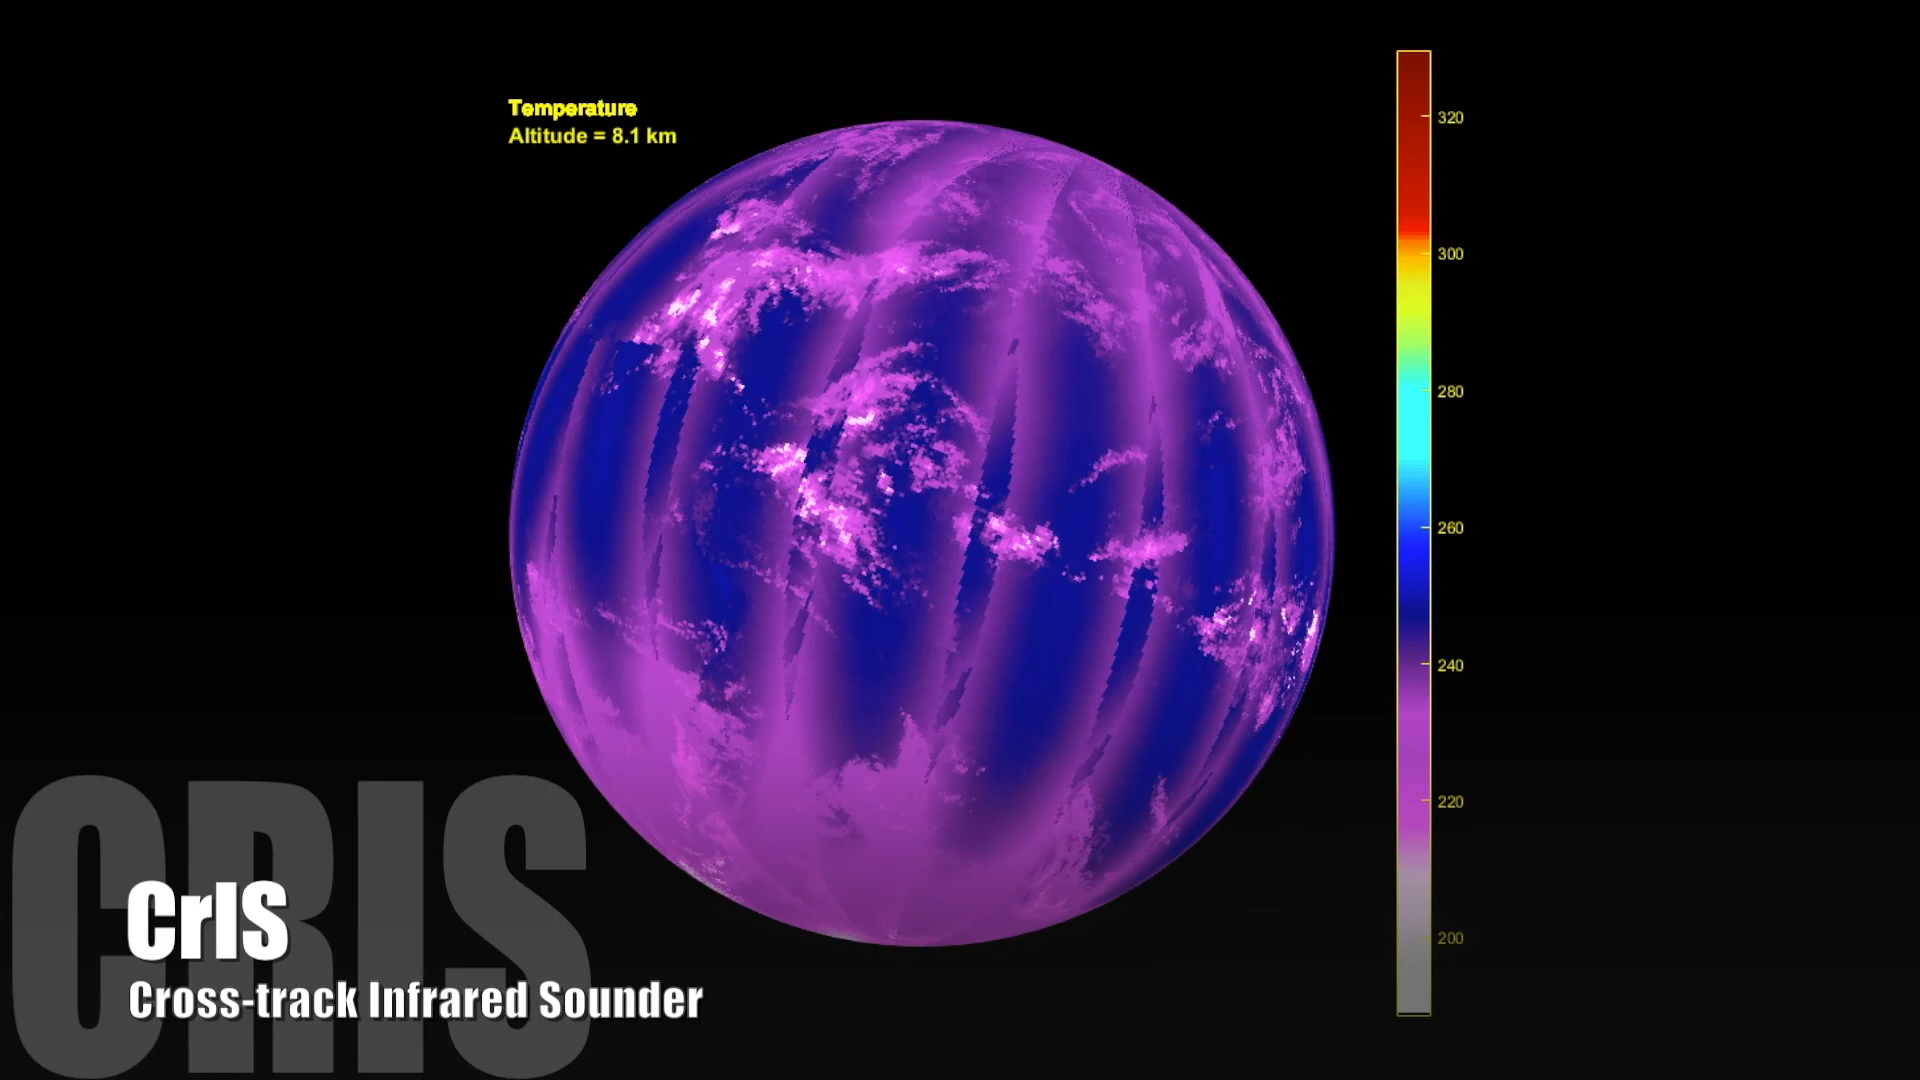 Temperature
Altitude = 8.1 km
320
300
280
260
240
220
200
CRIS
CrIS
Cross-track Infrared Sounder